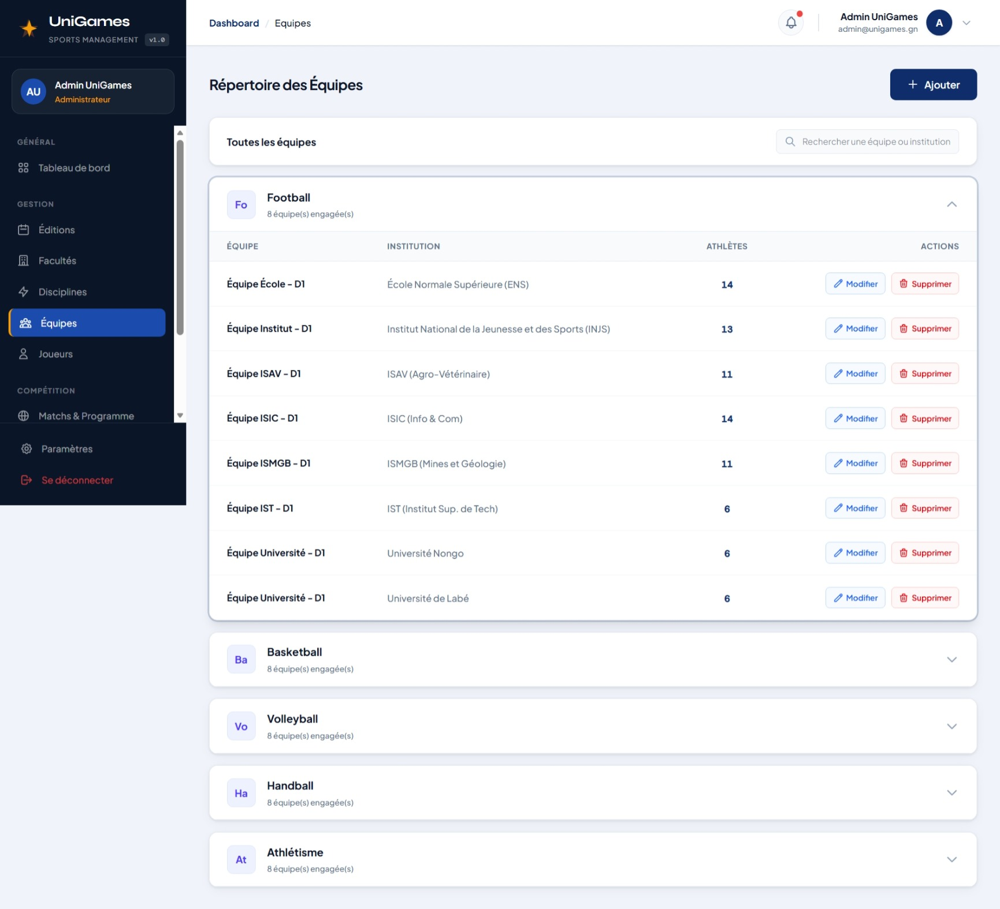 UniGames
SPORTS MANAGEMENT v1.0
AU
Admin UniGames
Administrateur
GÉNÉRAL
Tableau de bord
GESTION
Éditions
Facultés
Disciplines
Équipes
Joueurs
COMPÉTITION
Matchs & Programme
Paramètres
Se déconnecter
Dashboard / Equipes
Admin UniGames
admin@unigames.gn
A
Répertoire des Équipes
+ Ajouter
Toutes les équipes
Rechercher une équipe ou institution
Fo
Football
8 équipe(s) engagée(s)
ÉQUIPE INSTITUTION ATHLÈTES ACTIONS
Équipe École - D1 École Normale Supérieure (ENS) 14 Modifier Supprimer
Équipe Institut - D1 Institut National de la Jeunesse et des Sports (INJS) 13 Modifier Supprimer
Équipe ISAV - D1 ISAV (Agro-Vétérinaire) 11 Modifier Supprimer
Équipe ISIC - D1 ISIC (Info & Com) 14 Modifier Supprimer
Équipe ISMGB - D1 ISMGB (Mines et Géologie) 11 Modifier Supprimer
Équipe IST - D1 IST (Institut Sup. de Tech) 6 Modifier Supprimer
Équipe Université - D1 Université Nongo 6 Modifier Supprimer
Équipe Université - D1 Université de Labé 6 Modifier Supprimer
Ba
Basketball
8 équipe(s) engagée(s)
Vo
Volleyball
8 équipe(s) engagée(s)
Ha
Handball
8 équipe(s) engagée(s)
At
Athlétisme
8 équipe(s) engagée(s)